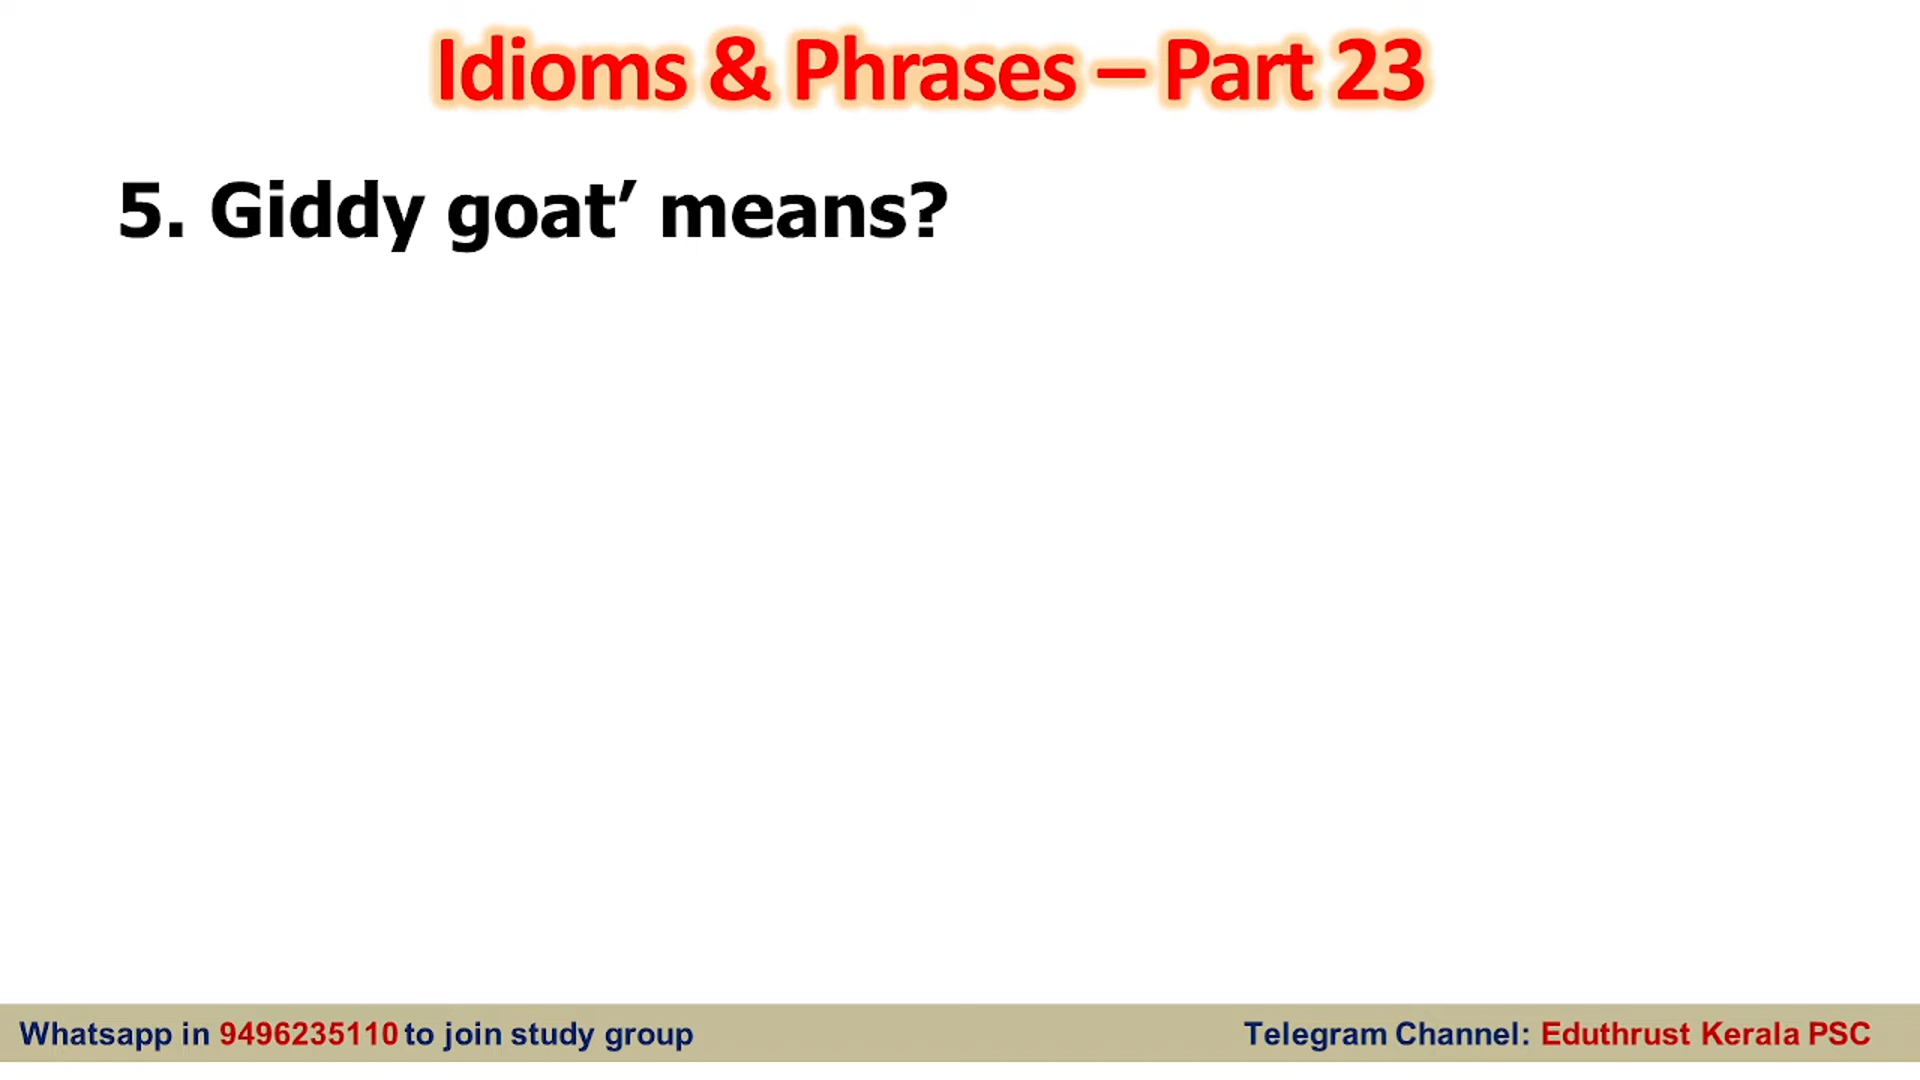 Idioms & Phrases – Part 23
5. Giddy goat’ means?
Whatsapp in 9496235110 to join study group
Telegram Channel: Eduthrust Kerala PSC